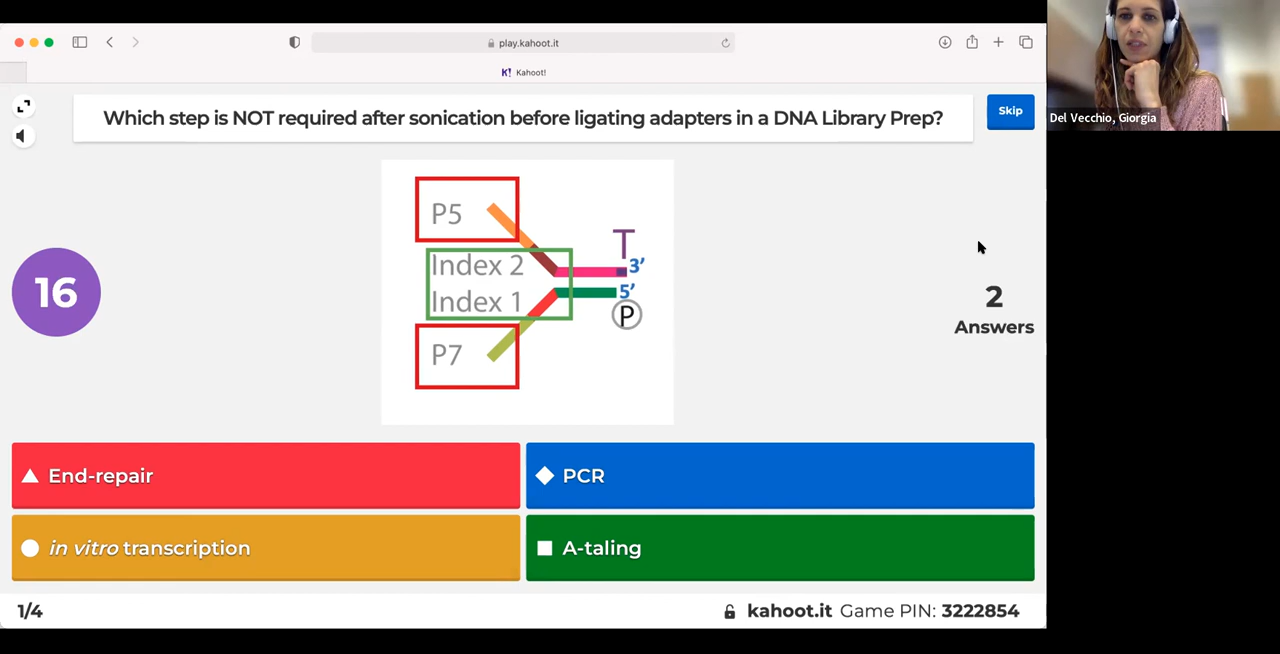 play.kahoot.it
K! Kahoot!
Which step is NOT required after sonication before ligating adapters in a DNA Library Prep?
Skip
Del Vecchio, Giorgia
P5
T
Index 2
3’
Index 1
5’
P
P7
16
2
Answers
End-repair
PCR
in vitro transcription
A-taling
1/4
kahoot.it Game PIN: 3222854